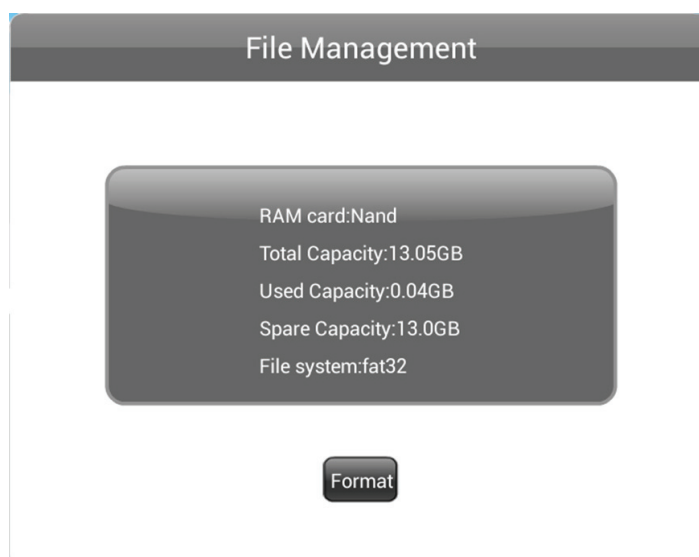 File Management
RAM card:Nand
Total Capacity:13.05GB
Used Capacity:0.04GB
Spare Capacity:13.0GB
File system:fat32
Format